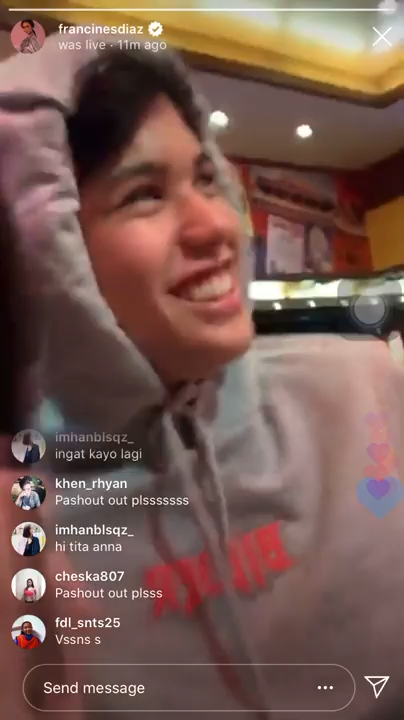 francinesdiaz
was live · 11m ago
imhanblsqz_
ingat kayo lagi
khen_rhyan
Pashout out plsssssss
imhanblsqz_
hi tita anna
cheska807
Pashout out plsss
fdl_snts25
Vssns s
Send message